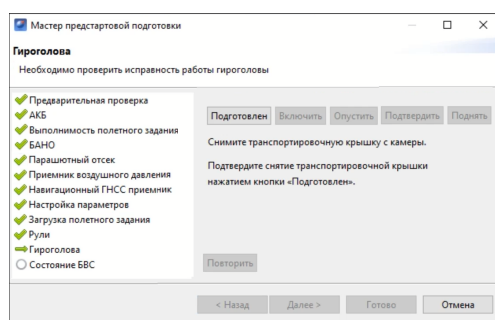 Мастер предстартовой подготовки
Гироголова
Необходимо проверить исправность работы гироголовы
Предварительная проверка
АКБ
Выполнимость полетного задания
БАНО
Парашютный отсек
Приемник воздушного давления
Навигационный ГНСС приемник
Настройка параметров
Загрузка полетного задания
Рули
Гироголова
Состояние БВС
Подготовлен Включить Опустить Подтвердить Поднять
Снимите транспортировочную крышку с камеры.
Подтвердите снятие транспортировочной крышки
нажатием кнопки «Подготовлен».
Повторить
< Назад Далее > Готово Отмена